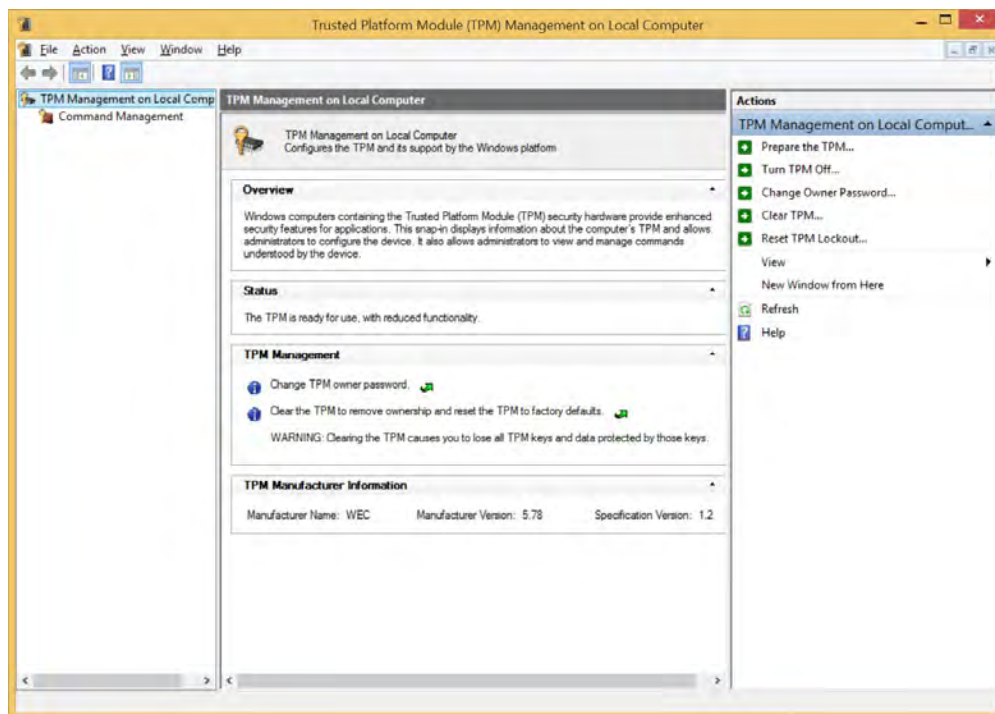 Trusted Platform Module (TPM) Management on Local Computer
File Action View Window Help
TPM Management on Local Comp
Command Management
TPM Management on Local Computer
TPM Management on Local Computer
Configures the TPM and its support by the Windows platform
Overview
Windows computers containing the Trusted Platform Module (TPM) security hardware provide enhanced
security features for applications. This snap-in displays information about the computer's TPM and allows
administrators to configure the device. It also allows administrators to view and manage commands
understood by the device.
Status
The TPM is ready for use, with reduced functionality.
TPM Management
Change TPM owner password.
Clear the TPM to remove ownership and reset the TPM to factory defaults.
WARNING: Clearing the TPM causes you to lose all TPM keys and data protected by those keys.
TPM Manufacturer Information
Manufacturer Name: WEC Manufacturer Version: 5.78 Specification Version: 1.2
Actions
TPM Management on Local Comput...
Prepare the TPM...
Turn TPM Off...
Change Owner Password...
Clear TPM...
Reset TPM Lockout...
View
New Window from Here
Refresh
Help